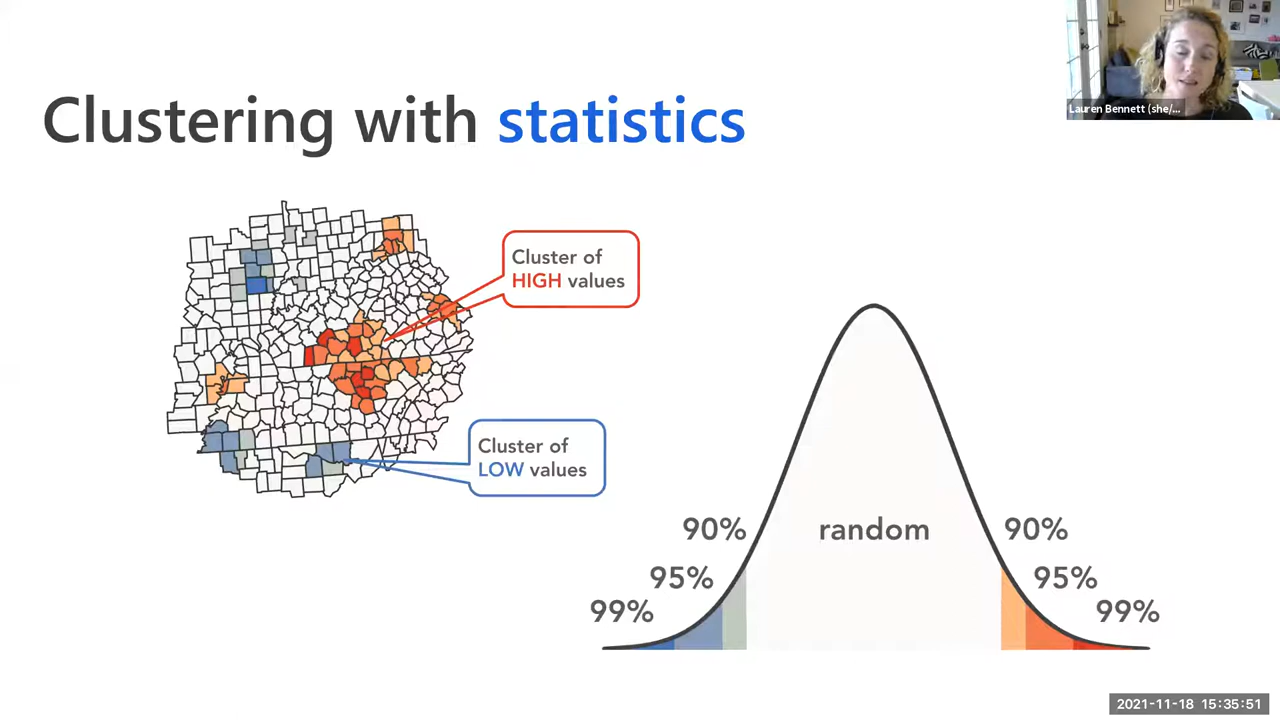 Lauren Bennett (she/...
Clustering with statistics
Cluster of
HIGH values
Cluster of
LOW values
90%
random
90%
95%
95%
99%
99%
2021-11-18 15:35:51